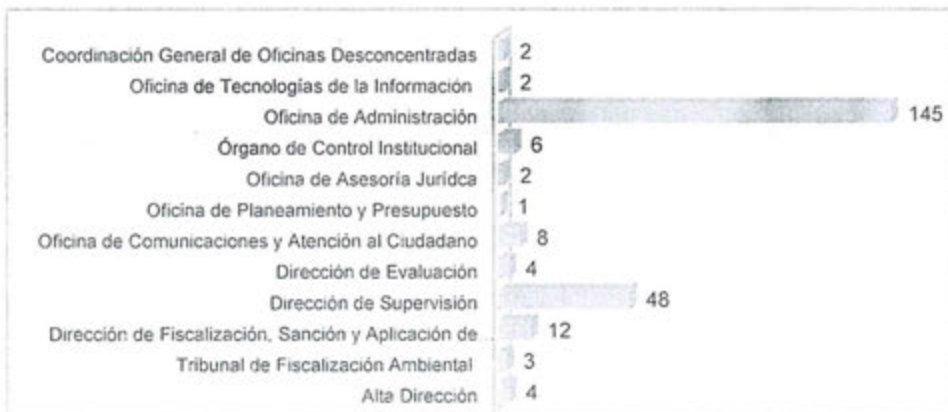 Coordinación General de Oficinas Desconcentradas 2
Oficina de Tecnologías de la Información 2
Oficina de Administración 145
Órgano de Control Institucional 6
Oficina de Asesoría Jurídca 2
Oficina de Planeamiento y Presupuesto 1
Oficina de Comunicaciones y Atención al Ciudadano 8
Dirección de Evaluación 4
Dirección de Supervisión 48
Dirección de Fiscalización, Sanción y Aplicación de... 12
Tribunal de Fiscalización Ambiental 3
Alta Dirección 4